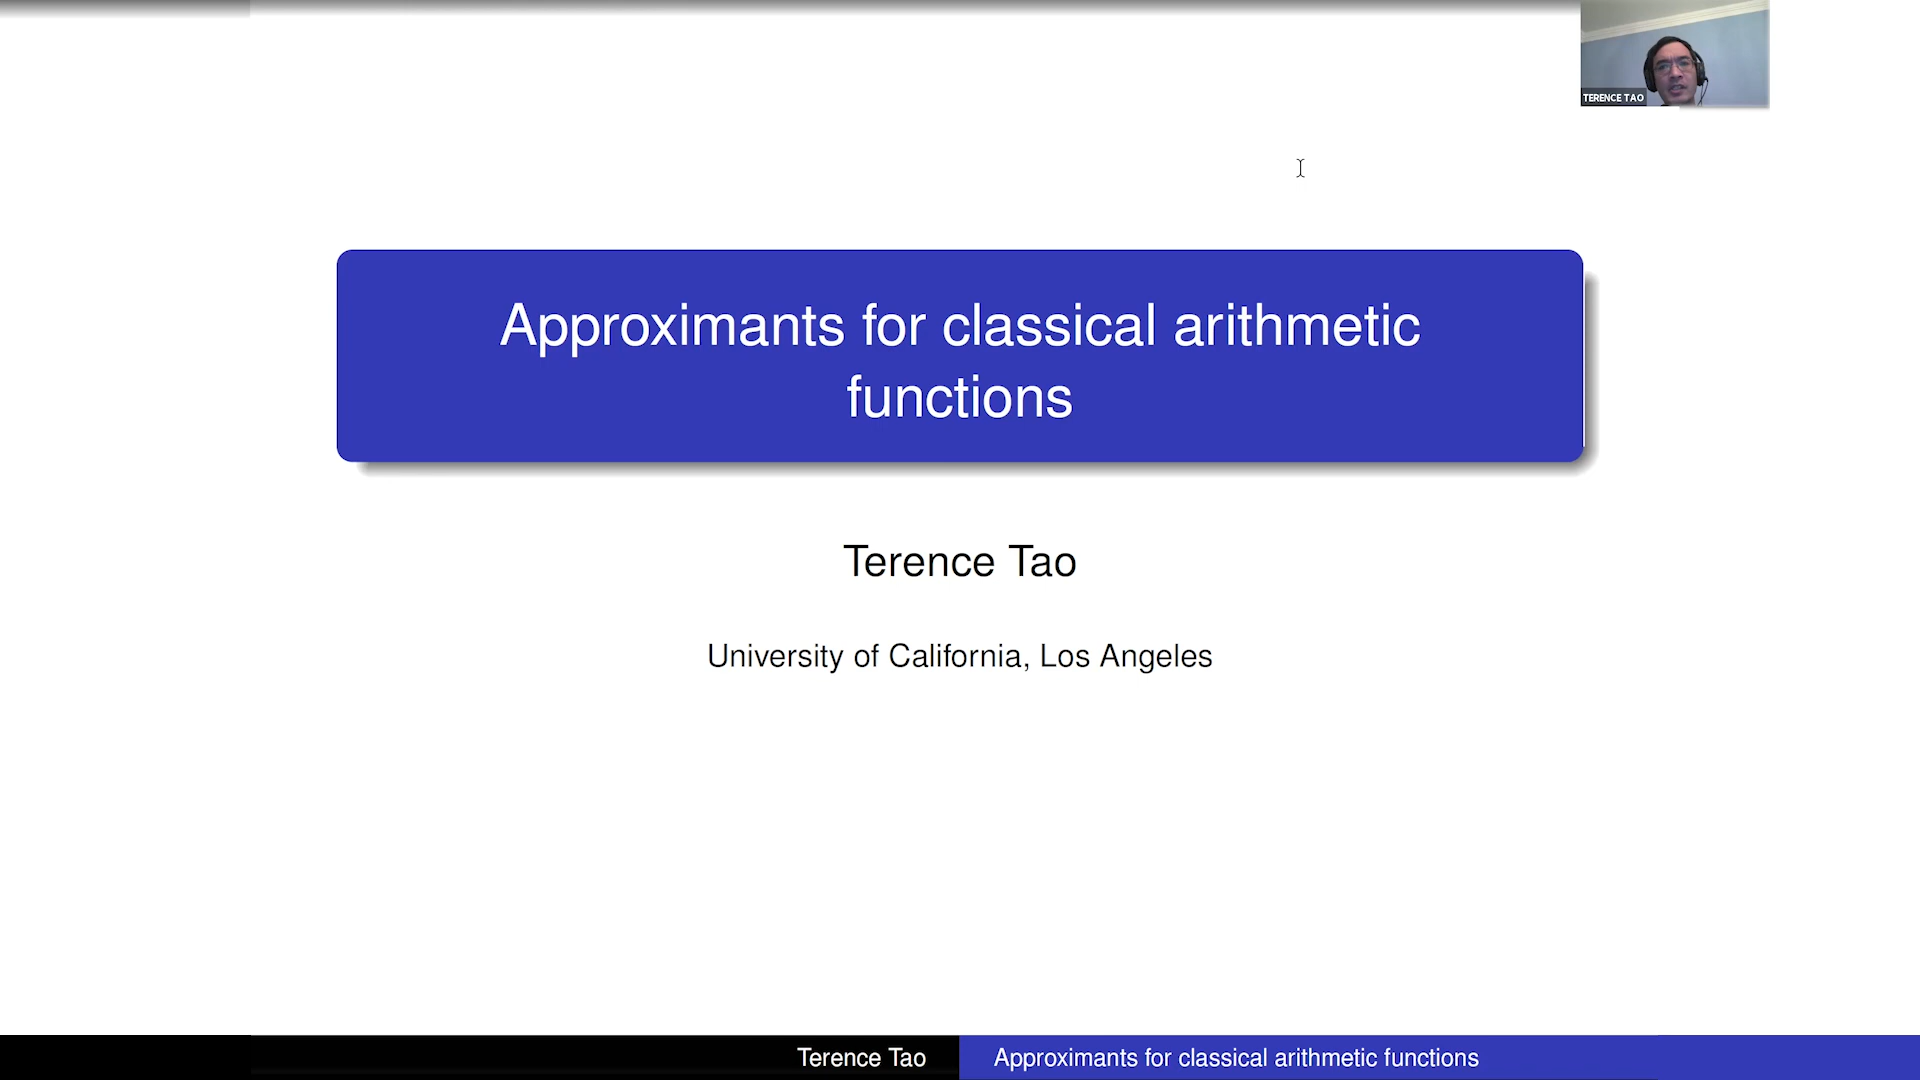 TERENCE TAO
Approximants for classical arithmetic
functions
Terence Tao
University of California, Los Angeles
Terence Tao
Approximants for classical arithmetic functions